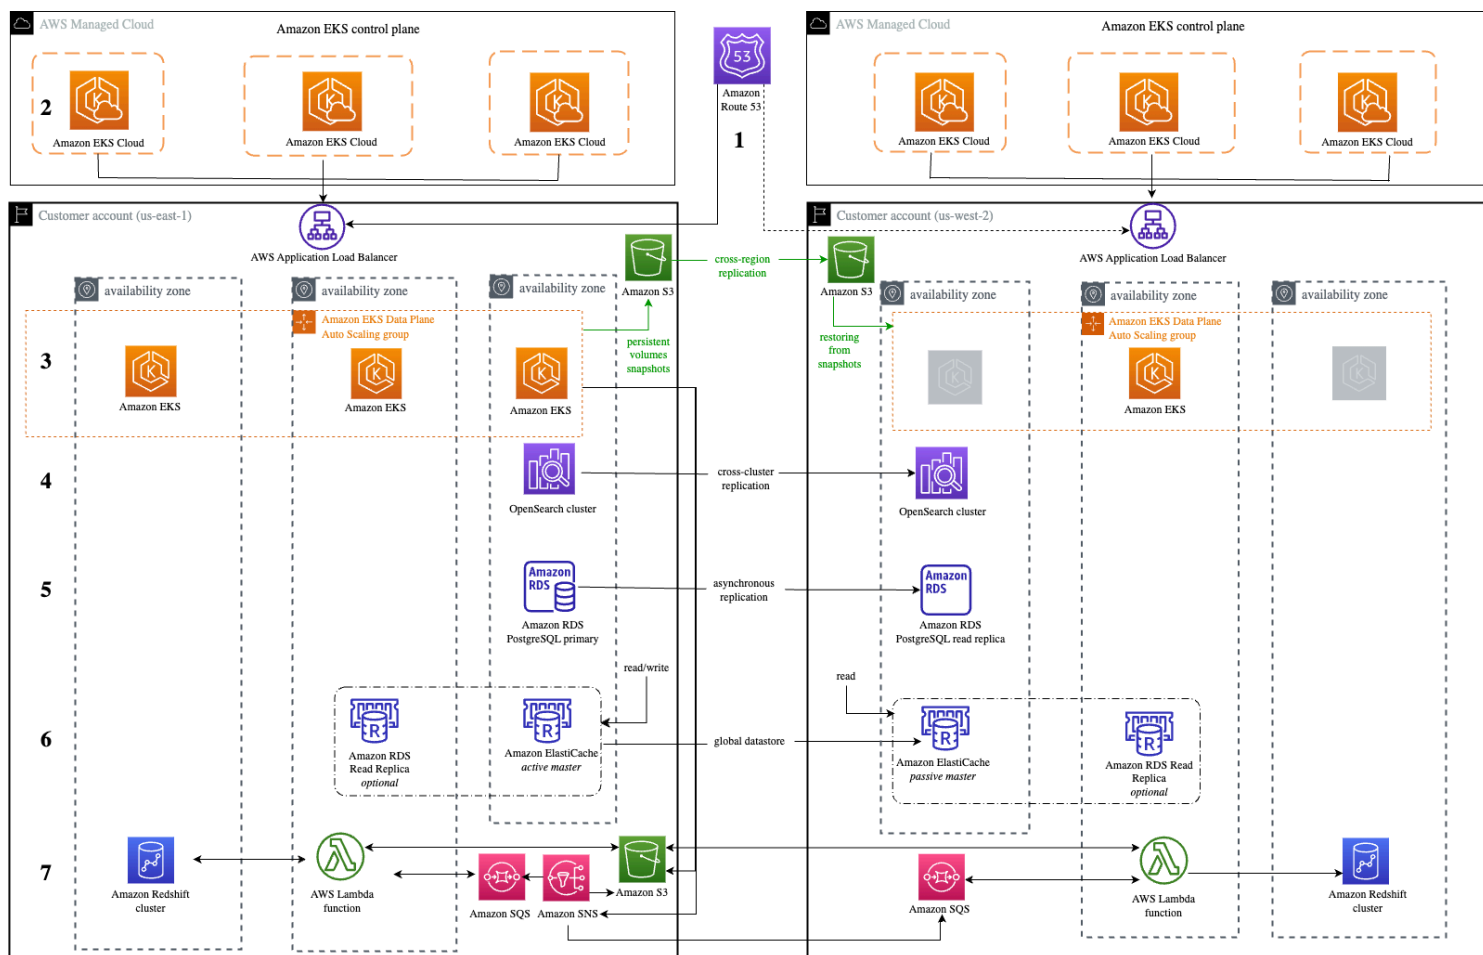 AWS Managed Cloud
Amazon EKS control plane
2
Amazon EKS Cloud
Amazon EKS Cloud
Amazon EKS Cloud
53
Amazon
Route 53
1
AWS Managed Cloud
Amazon EKS control plane
Amazon EKS Cloud
Amazon EKS Cloud
Amazon EKS Cloud
Customer account (us-east-1)
AWS Application Load Balancer
Amazon S3
cross-region
replication
Customer account (us-west-2)
AWS Application Load Balancer
Amazon S3
availability zone
availability zone
availability zone
availability zone
availability zone
availability zone
Amazon EKS Data Plane
Auto Scaling group
Amazon EKS Data Plane
Auto Scaling group
persistent
volumes
snapshots
restoring
from
snapshots
3
Amazon EKS
Amazon EKS
Amazon EKS
Amazon EKS
4
OpenSearch cluster
cross-cluster
replication
OpenSearch cluster
5
Amazon
RDS
Amazon RDS
PostgreSQL primary
asynchronous
replication
Amazon
RDS
Amazon RDS
PostgreSQL read replica
read/write
read
6
R
Amazon RDS
Read Replica
optional
R
Amazon ElastiCache
active master
global datastore
R
Amazon ElastiCache
passive master
R
Amazon RDS Read
Replica
optional
7
Amazon Redshift
cluster
AWS Lambda
function
Amazon SQS
Amazon SNS
Amazon S3
Amazon SQS
AWS Lambda
function
Amazon Redshift
cluster